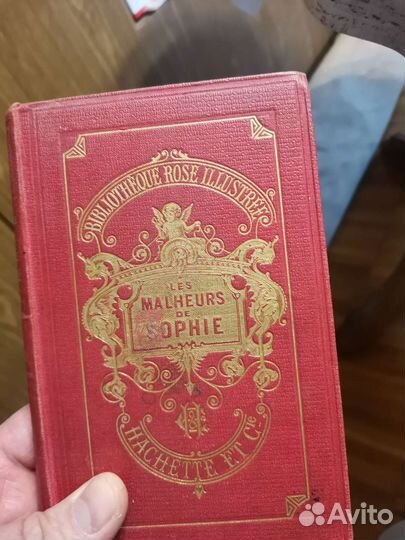 BIBLIOTHÈQUE ROSE ILLUSTRÉE
LES
MALHEURS
DE
SOPHIE
HACHETTE ET Cie
Avito